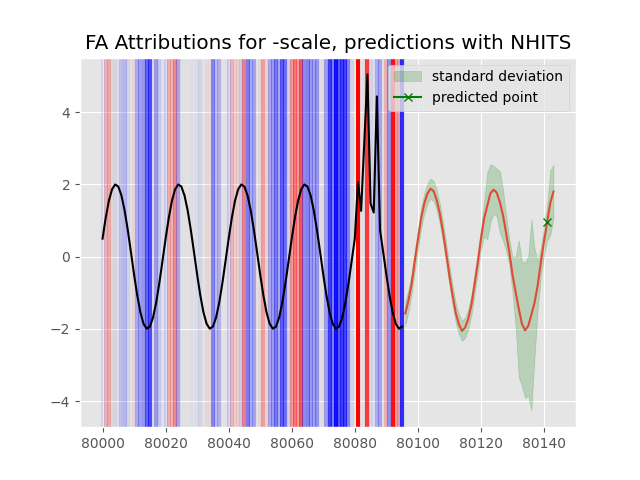 FA Attributions for -scale, predictions with NHITS
standard deviation
predicted point
4
2
0
−2
−4
80000 80020 80040 80060 80080 80100 80120 80140